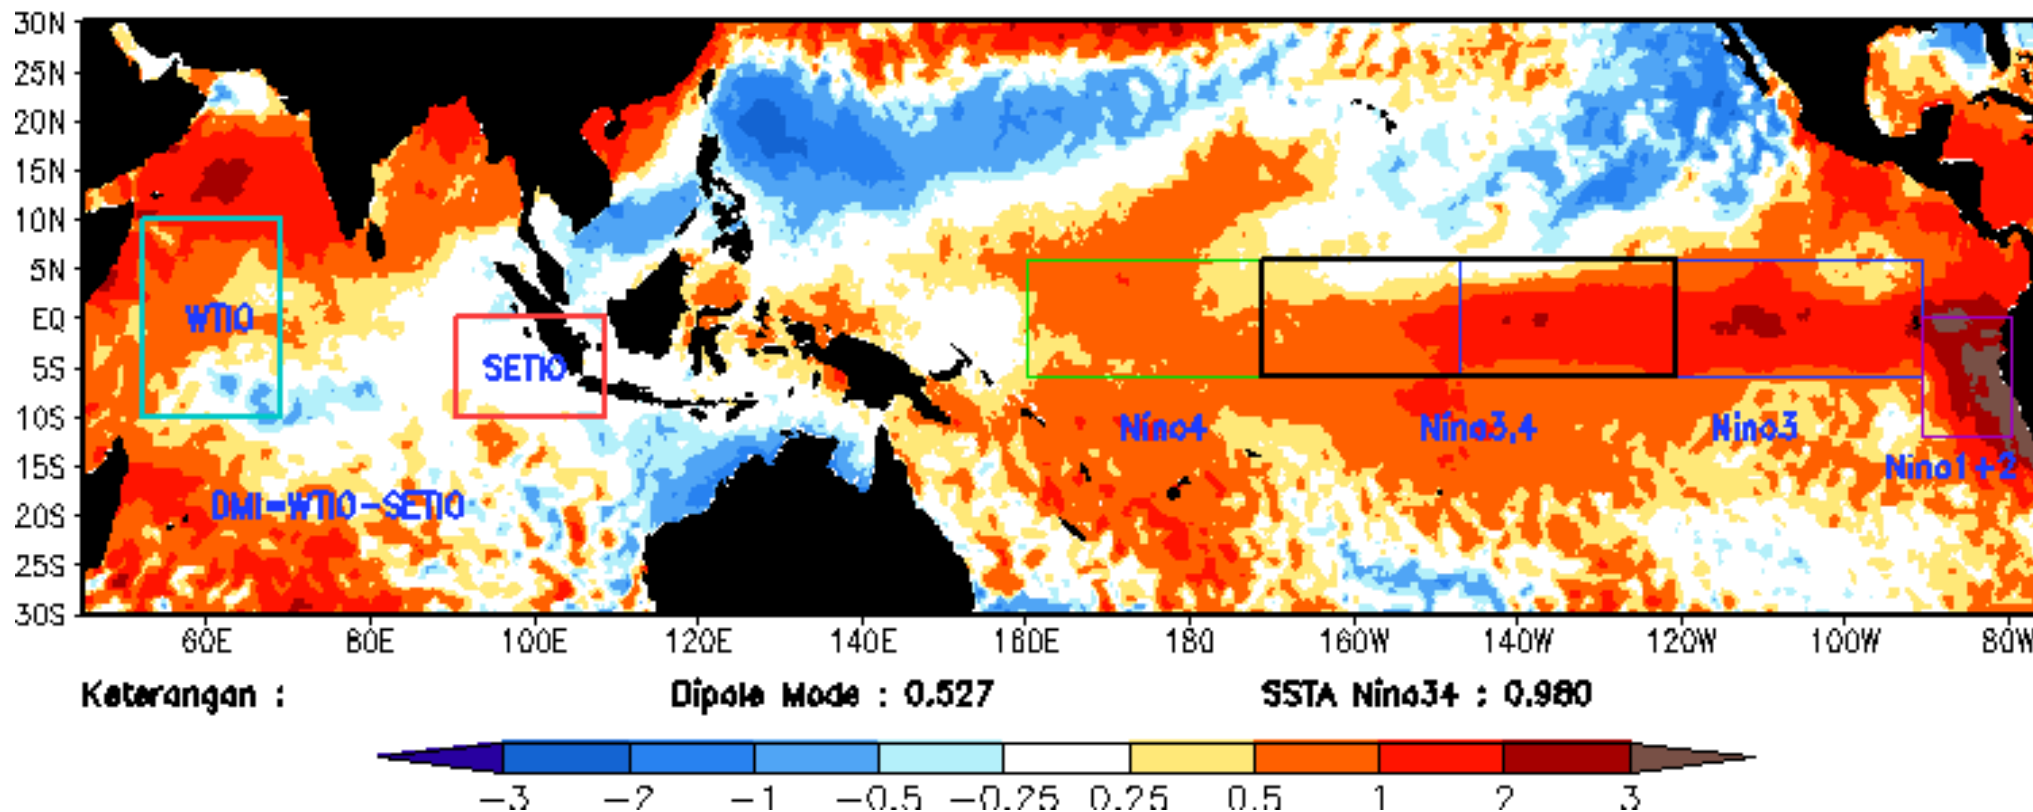 30N
25N
20N
15N
10N
5N
EQ
5S
10S
15S
20S
25S
30S
WTIO
SETIO
Nino4
Nino3,4
Nino3
Nino1+2
DMI=WTIO-SETIO
60E 80E 100E 120E 140E 160E 180 160W 140W 120W 100W 80W
Keterangan : Dipole Mode : 0.527 SSTA Nino34 : 0.980
-3 -2 -1 -0.5 -0.25 0.25 0.5 1 2 3